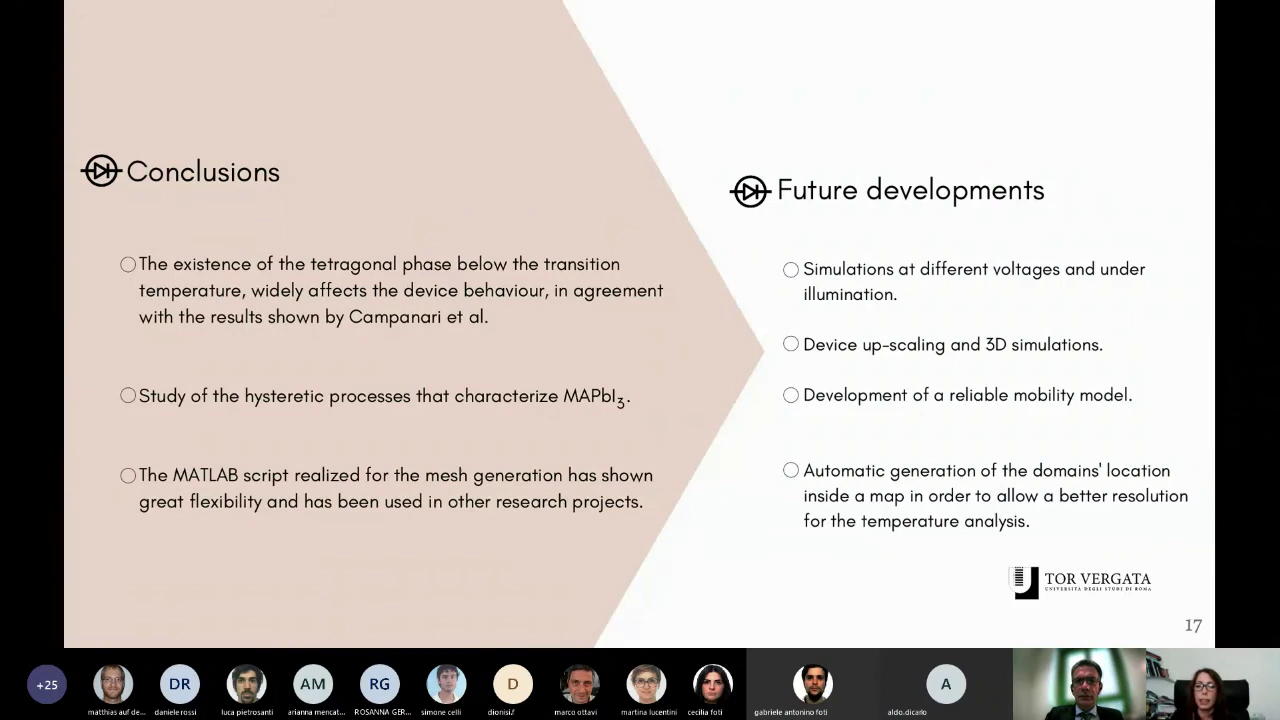 Conclusions
The existence of the tetragonal phase below the transition
temperature, widely affects the device behaviour, in agreement
with the results shown by Campanari et al.
Study of the hysteretic processes that characterize MAPbI₃.
The MATLAB script realized for the mesh generation has shown
great flexibility and has been used in other research projects.
Future developments
Simulations at different voltages and under
illumination.
Device up-scaling and 3D simulations.
Development of a reliable mobility model.
Automatic generation of the domains' location
inside a map in order to allow a better resolution
for the temperature analysis.
TOR VERGATA
UNIVERSITÀ DEGLI STUDI DI ROMA
17
+25
DR
AM
RG
D
A
matthias auf de...
daniele rossi
luca pietrosanti
arianna mencat...
ROSANNA GER...
simone celli
dionisi.f
marco ottavi
martina lucentini
cecilia foti
gabriele antonino foti
aldo.dicarlo